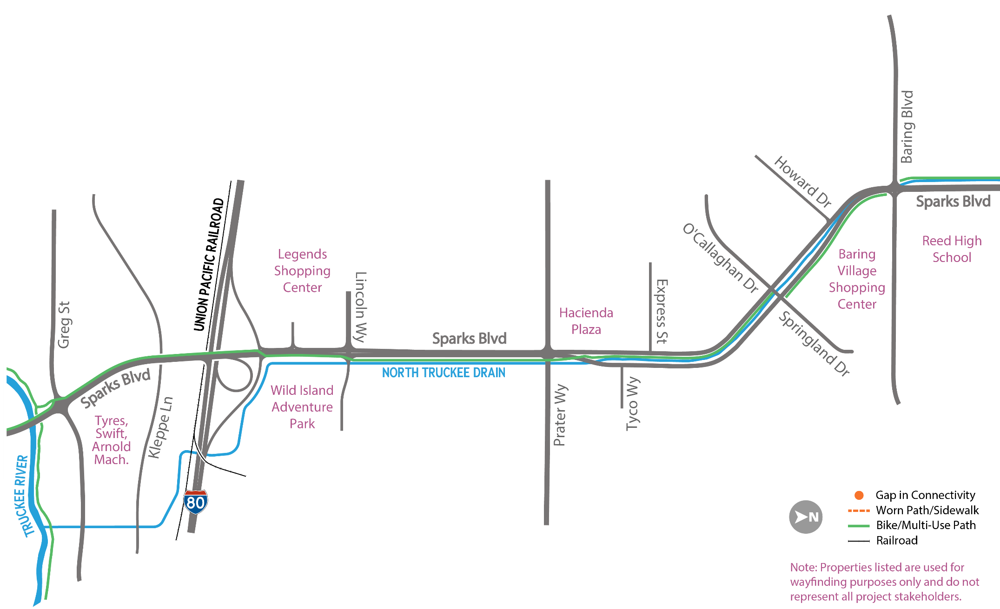 Baring Blvd
Howard Dr
Sparks Blvd
UNION PACIFIC RAILROAD
O'Callaghan Dr
Reed High
School
Legends
Shopping
Center
Baring
Village
Shopping
Center
Lincoln Wy
Express St
Greg St
Hacienda
Plaza
Sparks Blvd
Springland Dr
Sparks Blvd
NORTH TRUCKEE DRAIN
Wild Island
Adventure
Park
Tyco Wy
Prater Wy
Kleppe Ln
Tyres,
Swift,
Arnold
Mach.
TRUCKEE RIVER
80
N
Gap in Connectivity
Worn Path/Sidewalk
Bike/Multi-Use Path
Railroad
Note: Properties listed are used for
wayfinding purposes only and do not
represent all project stakeholders.